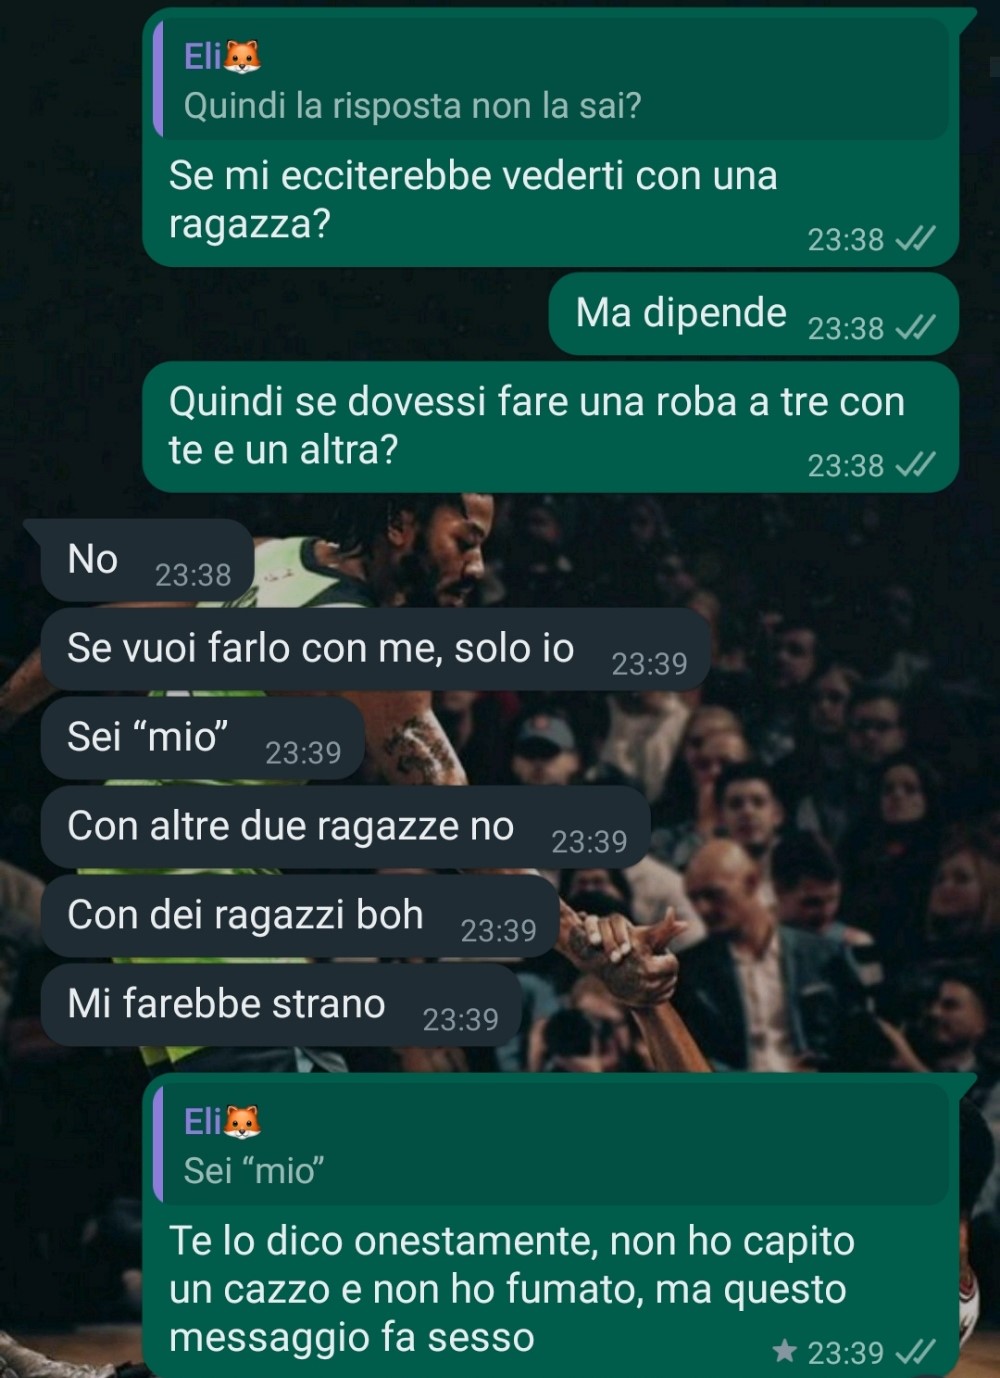 Eli🦊
Quindi la risposta non la sai?
Se mi ecciterebbe vederti con una
ragazza?
23:38
Ma dipende 23:38
Quindi se dovessi fare una roba a tre con
te e un altra?
23:38
No 23:38
Se vuoi farlo con me, solo io 23:39
Sei “mio” 23:39
Con altre due ragazze no 23:39
Con dei ragazzi boh 23:39
Mi farebbe strano 23:39
Eli🦊
Sei “mio”
Te lo dico onestamente, non ho capito
un cazzo e non ho fumato, ma questo
messaggio fa sesso
23:39